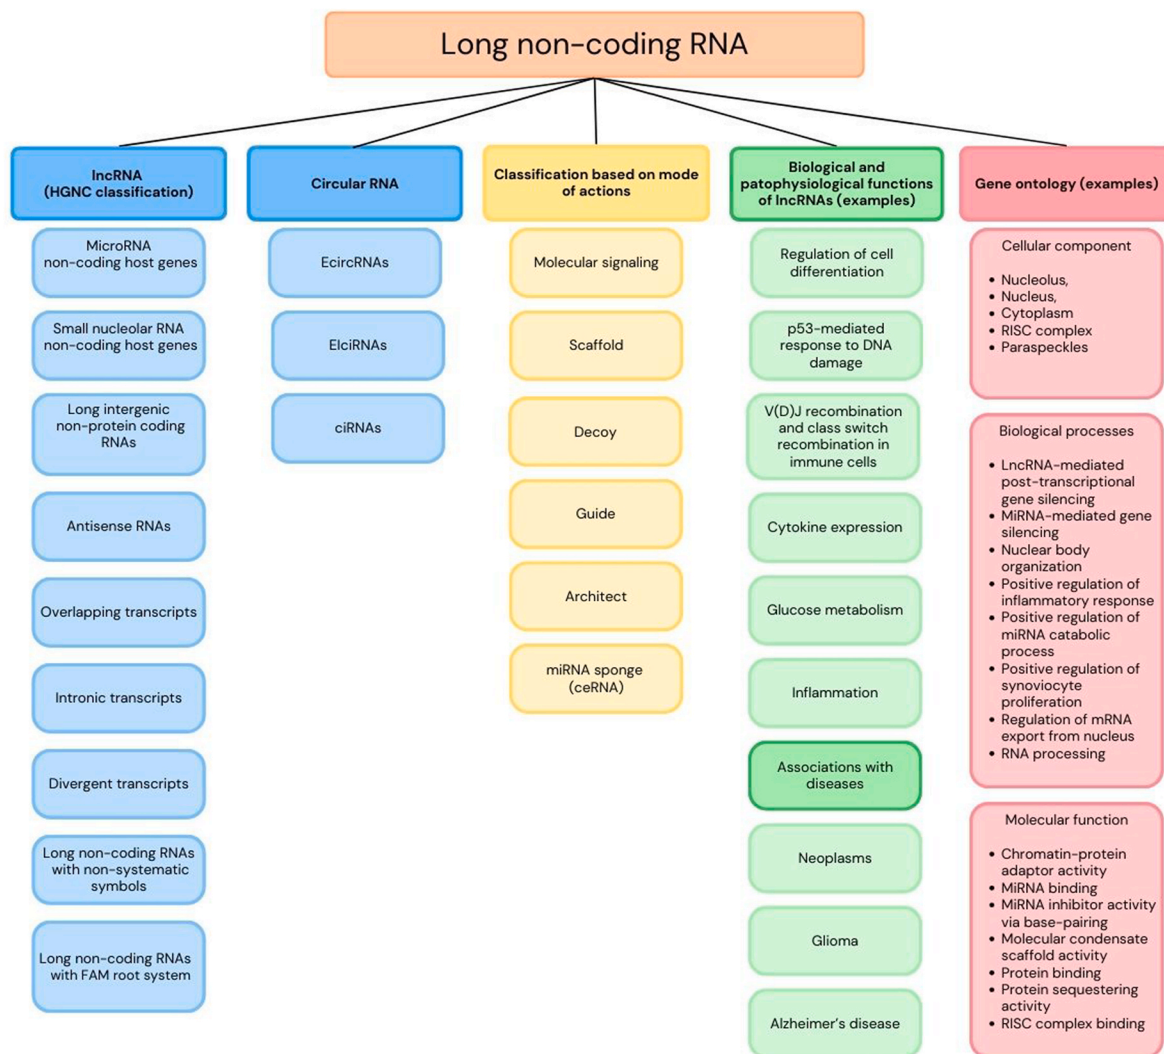 Long non-coding RNA
lncRNA
(HGNC classification)
MicroRNA
non-coding host genes
Small nucleolar RNA
non-coding host genes
Long intergenic
non-protein coding
RNAs
Antisense RNAs
Overlapping transcripts
Intronic transcripts
Divergent transcripts
Long non-coding RNAs
with non-systematic
symbols
Long non-coding RNAs
with FAM root system
Circular RNA
EcircRNAs
ElciRNAs
ciRNAs
Classification based on mode
of actions
Molecular signaling
Scaffold
Decoy
Guide
Architect
miRNA sponge
(ceRNA)
Biological and
patophysiological functions
of lncRNAs (examples)
Regulation of cell
differentiation
p53-mediated
response to DNA
damage
V(D)J recombination
and class switch
recombination in
immune cells
Cytokine expression
Glucose metabolism
Inflammation
Associations with
diseases
Neoplasms
Glioma
Alzheimer's disease
Gene ontology (examples)
Cellular component
• Nucleolus,
• Nucleus,
• Cytoplasm
• RISC complex
• Paraspeckles
Biological processes
• LncRNA-mediated
post-transcriptional
gene silencing
• MiRNA-mediated gene
silencing
• Nuclear body
organization
• Positive regulation of
inflammatory response
• Positive regulation of
miRNA catabolic
process
• Positive regulation of
synoviocyte
proliferation
• Regulation of mRNA
export from nucleus
• RNA processing
Molecular function
• Chromatin-protein
adaptor activity
• MiRNA binding
• MiRNA inhibitor activity
via base-pairing
• Molecular condensate
scaffold activity
• Protein binding
• Protein sequestering
activity
• RISC complex binding